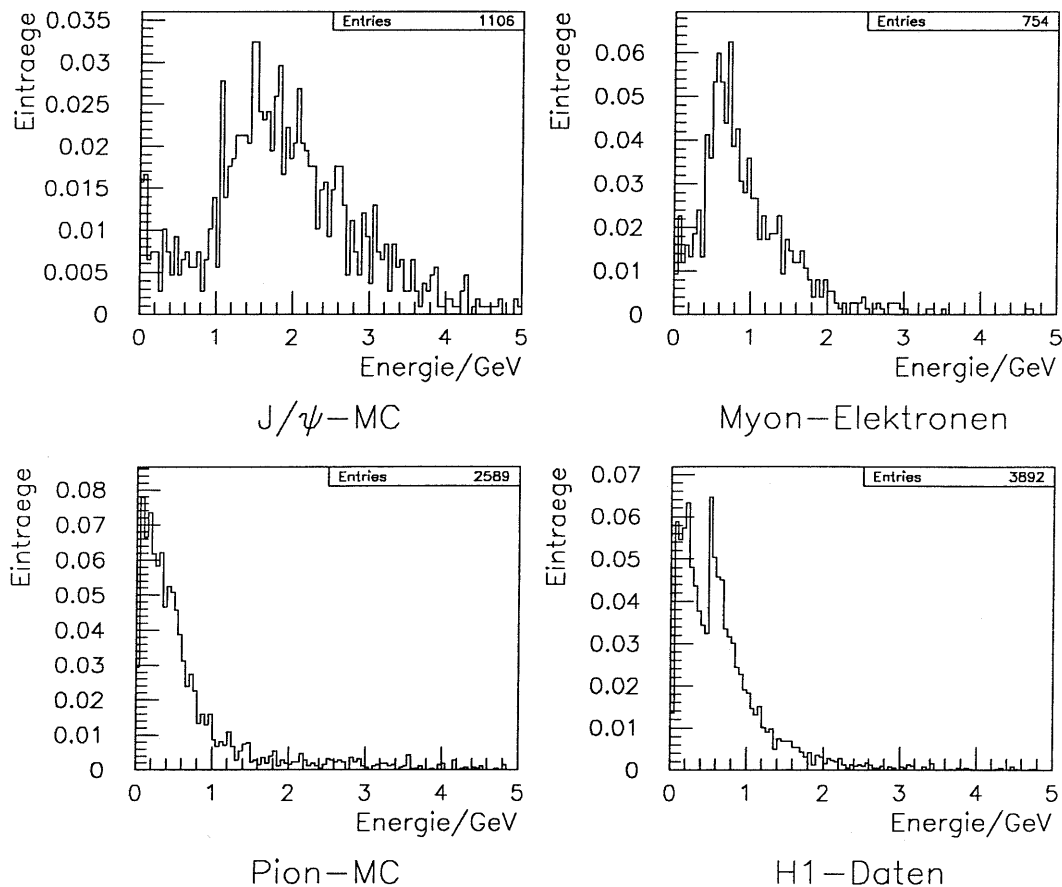 Entries 1106
Eintraege
0.035
0.03
0.025
0.02
0.015
0.01
0.005
0
0 1 2 3 4 5
Energie/GeV
J/ψ-MC
Entries 754
Eintraege
0.06
0.05
0.04
0.03
0.02
0.01
0
0 1 2 3 4 5
Energie/GeV
Myon-Elektronen
Entries 2589
Eintraege
0.08
0.07
0.06
0.05
0.04
0.03
0.02
0.01
0
0 1 2 3 4 5
Energie/GeV
Pion-MC
Entries 3892
Eintraege
0.07
0.06
0.05
0.04
0.03
0.02
0.01
0
0 1 2 3 4 5
Energie/GeV
H1-Daten